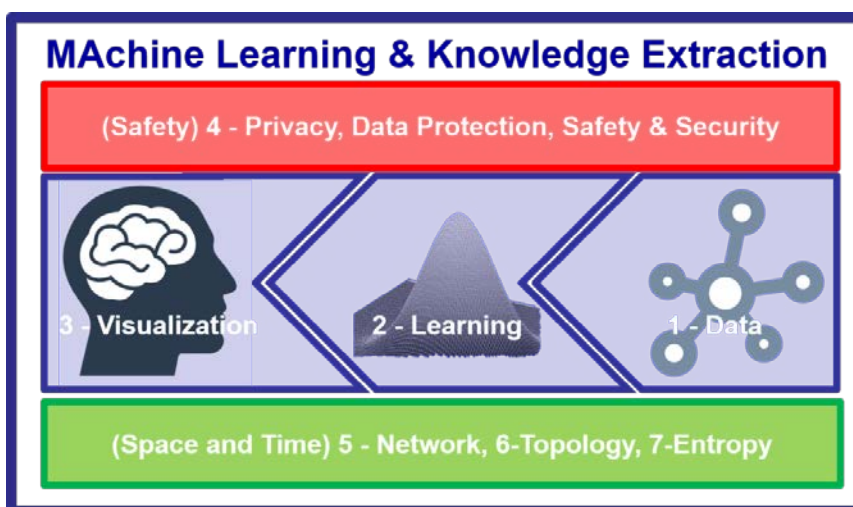 MAchine Learning & Knowledge Extraction
(Safety) 4 - Privacy, Data Protection, Safety & Security
3 - Visualization
2 - Learning
1 - Data
(Space and Time) 5 - Network, 6-Topology, 7-Entropy